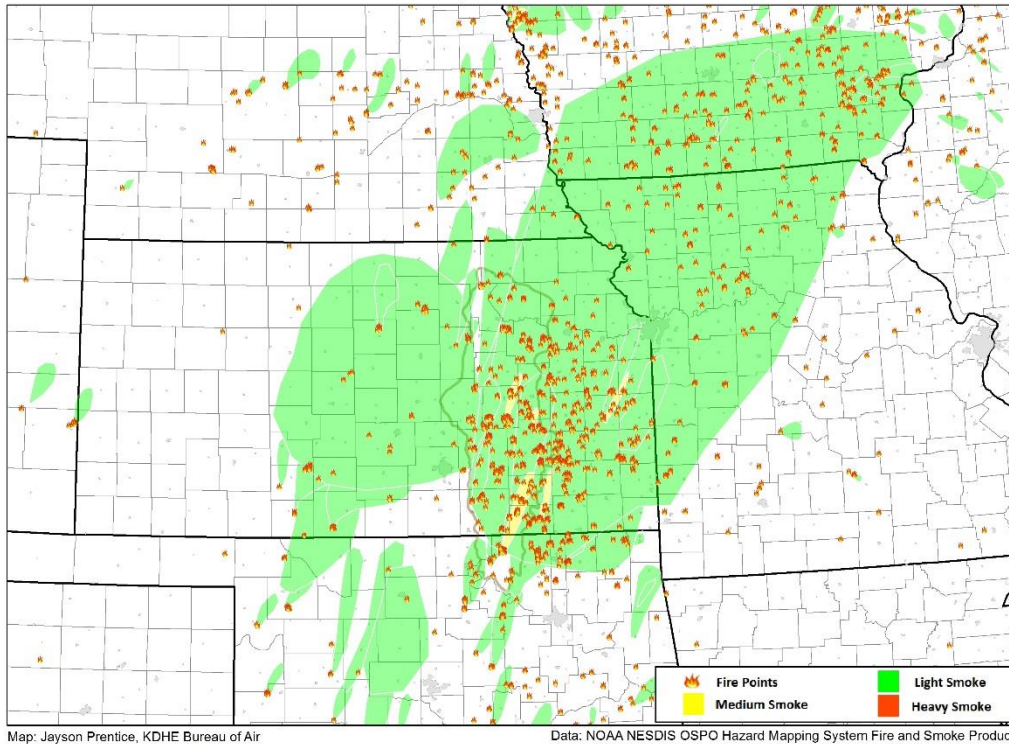 Fire Points
Light Smoke
Medium Smoke
Heavy Smoke
Map: Jayson Prentice, KDHE Bureau of Air
Data: NOAA NESDIS OSPO Hazard Mapping System Fire and Smoke Produc